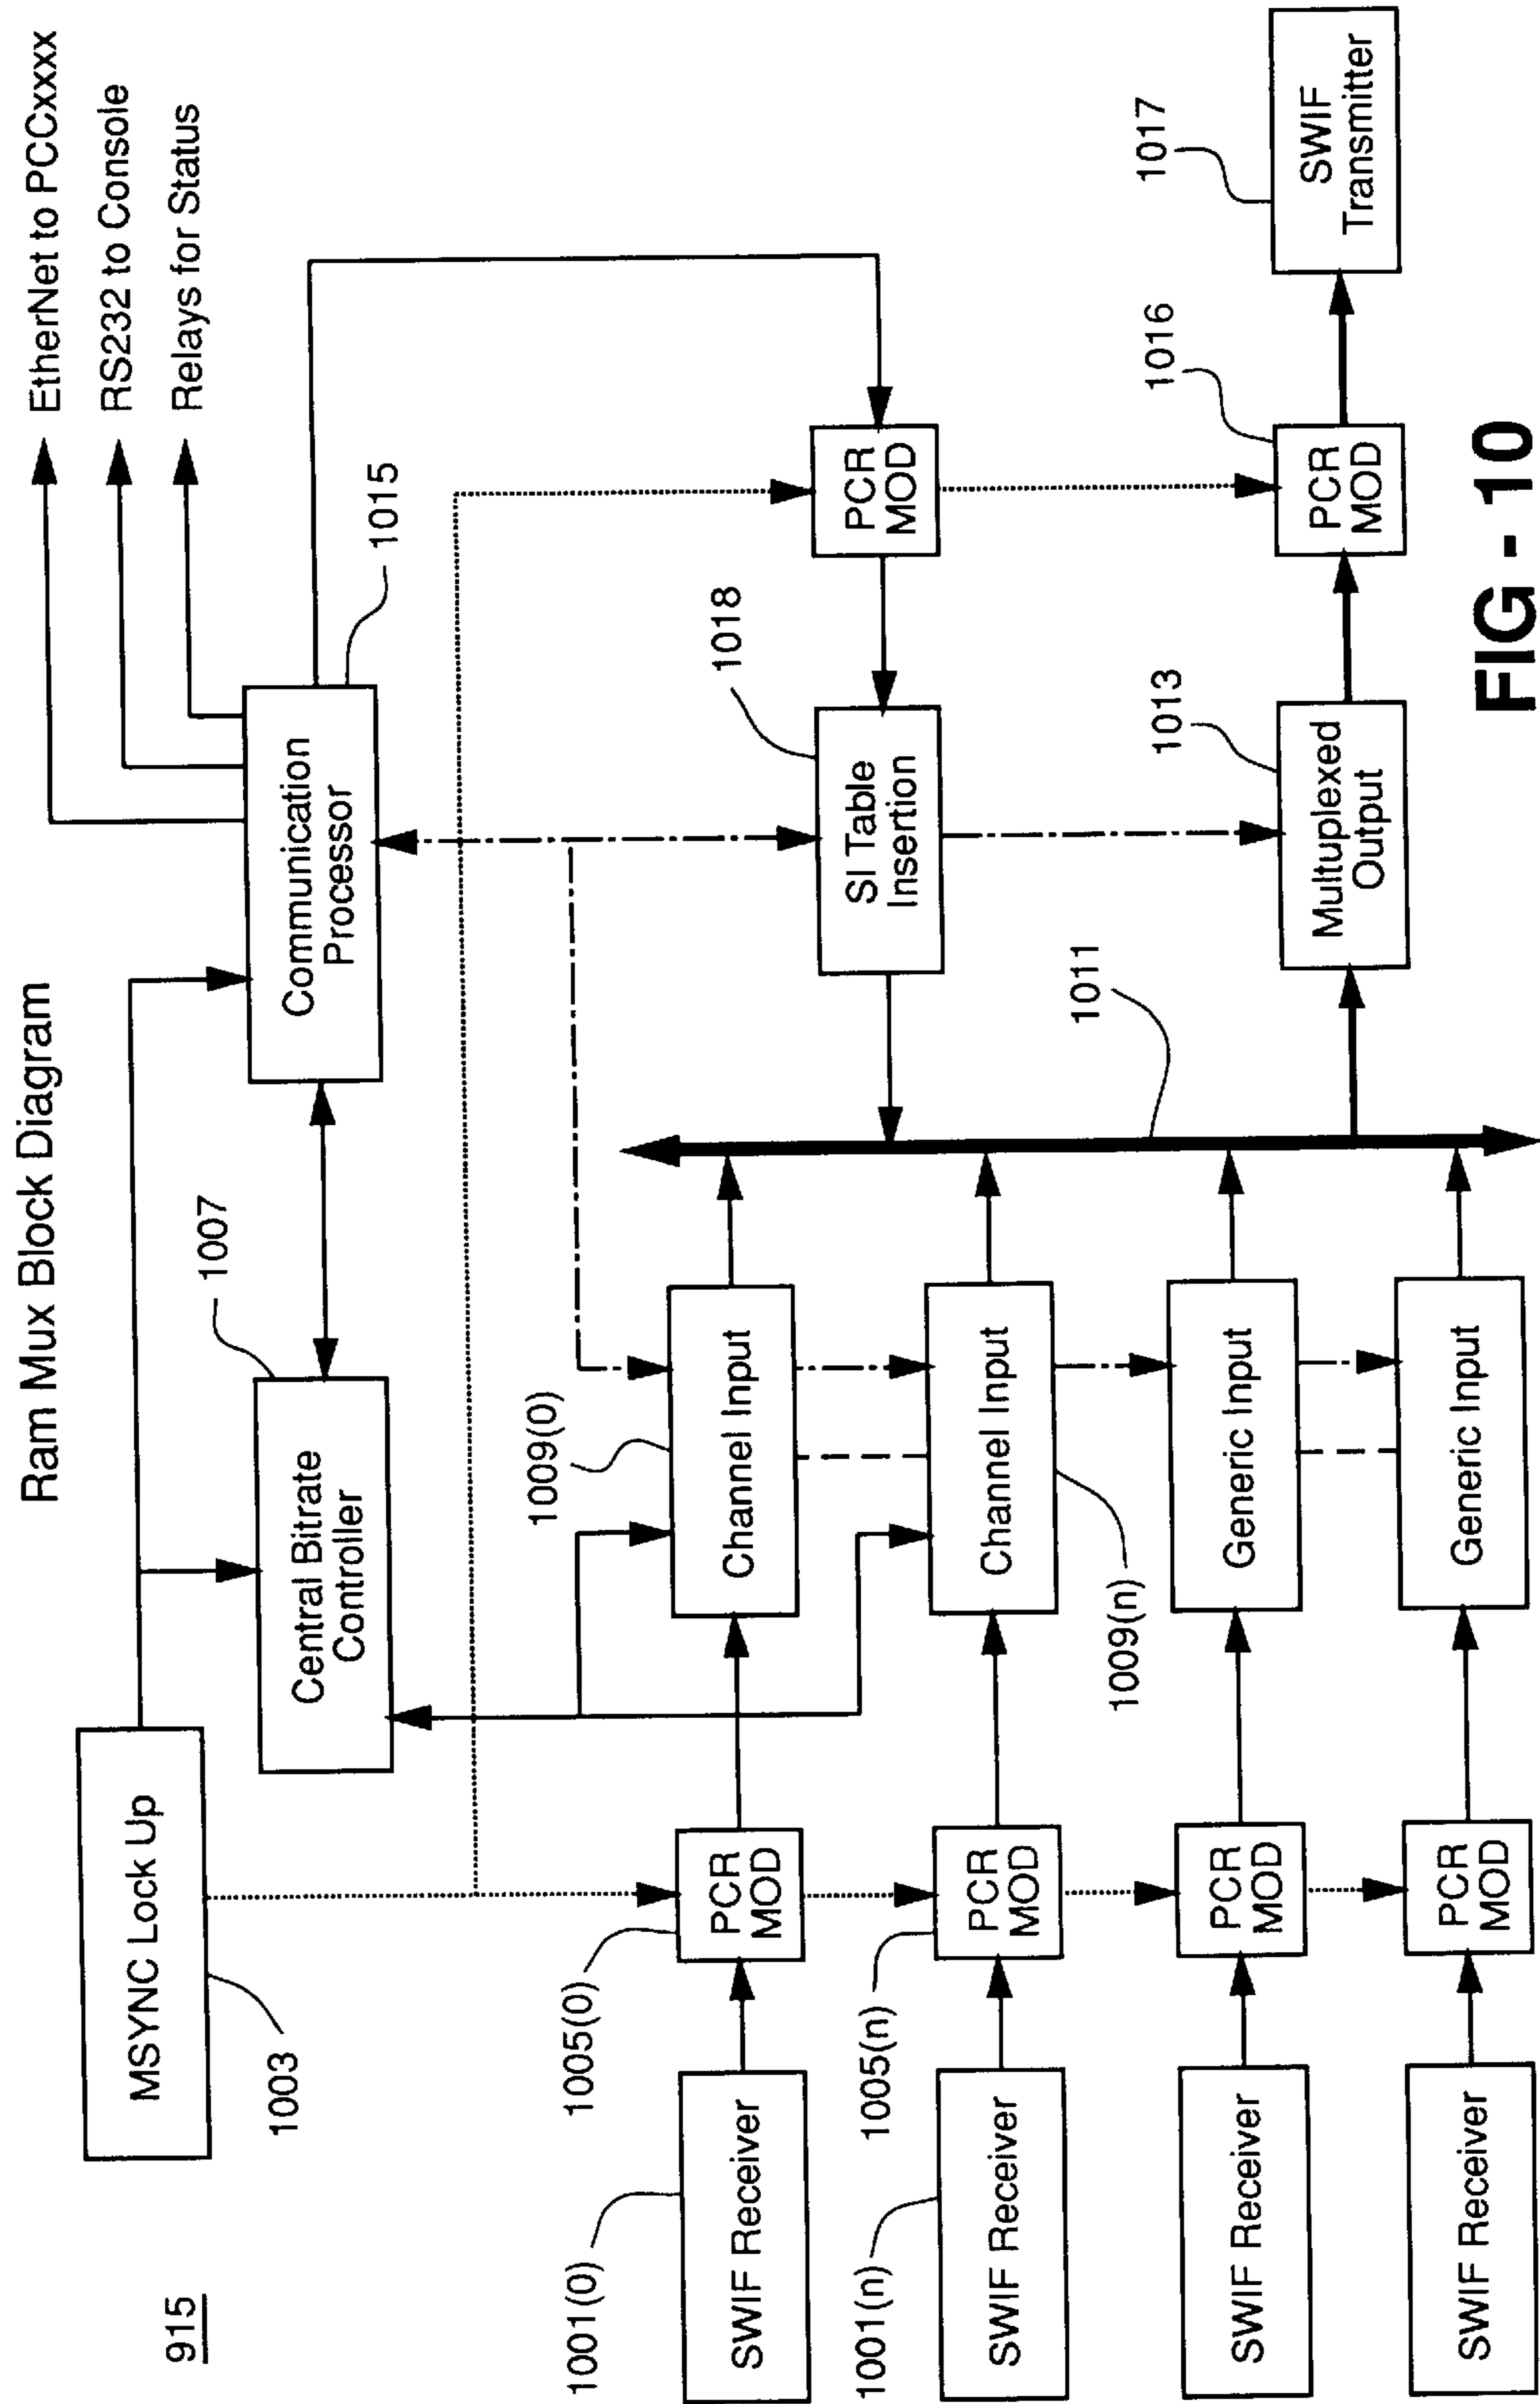 Ram Mux Block Diagram
915
MSYNC Lock Up
1003
Central Bitrate
Controller
1007
Communication
Processor
1015
EtherNet to PCCxxxx
RS232 to Console
Relays for Status
1001(0)
SWIF Receiver
1005(0)
PCR
MOD
1009(0)
Channel Input
1018
SI Table
Insertion
PCR
MOD
1001(n)
SWIF Receiver
1005(n)
PCR
MOD
Channel Input
1009(n)
1011
SWIF Receiver
PCR
MOD
Generic Input
1013
Multuplexed
Output
1016
PCR
MOD
1017
SWIF
Transmitter
SWIF Receiver
PCR
MOD
Generic Input
FIG - 10